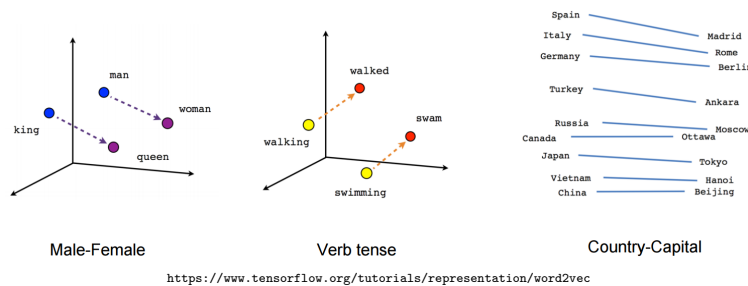 man
woman
king
queen
Male-Female
walked
swam
walking
swimming
Verb tense
Spain
Madrid
Italy
Rome
Germany
Berlin
Turkey
Ankara
Russia
Moscow
Canada
Ottawa
Japan
Tokyo
Vietnam
Hanoi
China
Beijing
Country-Capital
https://www.tensorflow.org/tutorials/representation/word2vec